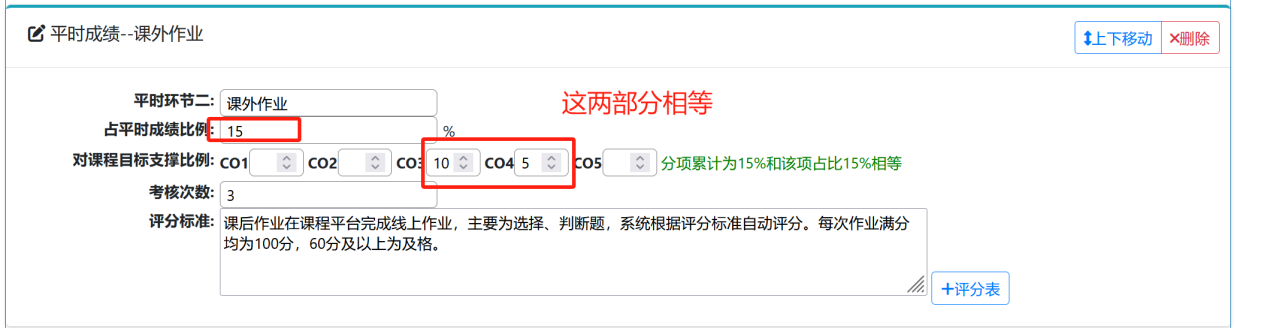 平时成绩--课外作业
上下移动 ×删除
平时环节二: 课外作业
这两部分相等
占平时成绩比例: 15 %
对课程目标支撑比例: CO1 CO2 CO3 10 CO4 5 CO5 分项累计为15%和该项占比15%相等
考核次数: 3
评分标准: 课后作业在课程平台完成线上作业，主要为选择、判断题，系统根据评分标准自动评分。每次作业满分
均为100分，60分及以上为及格。
+评分表